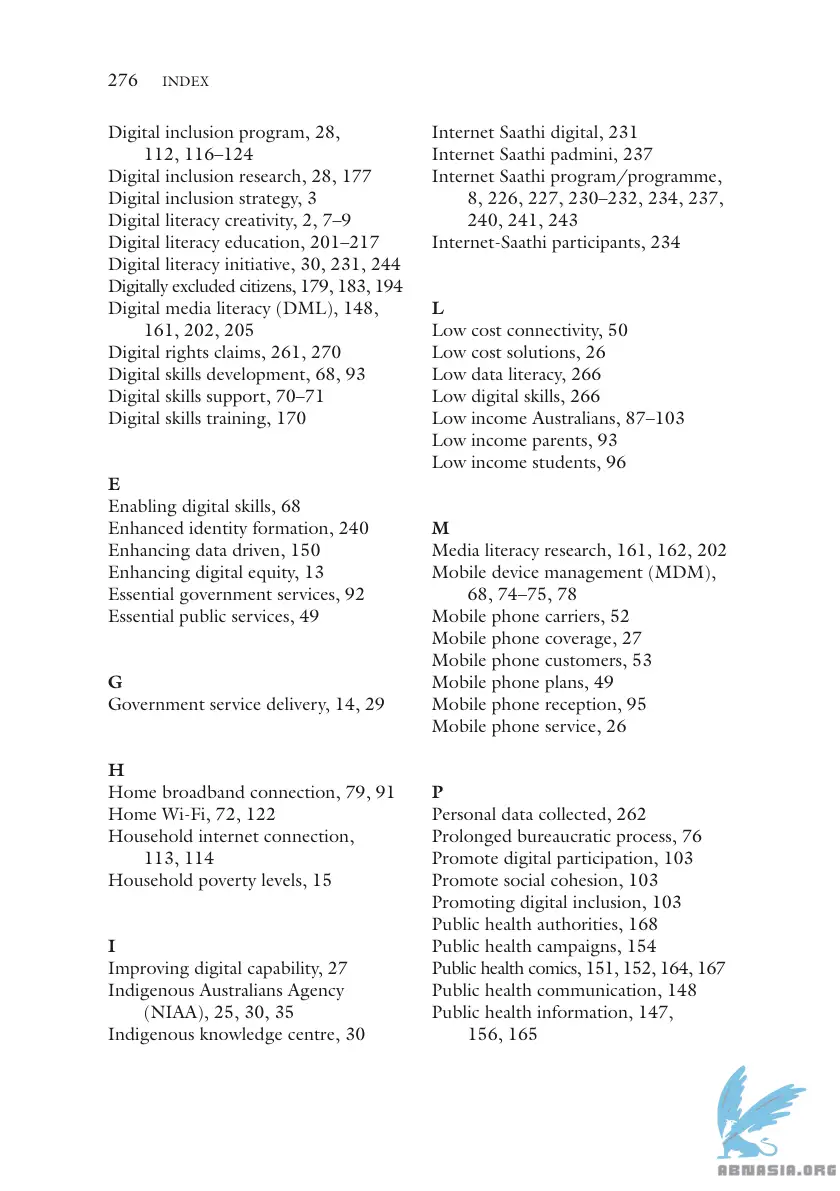 276 INDEX
Digital inclusion program, 28,
112, 116–124
Digital inclusion research, 28, 177
Digital inclusion strategy, 3
Digital literacy creativity, 2, 7–9
Digital literacy education, 201–217
Digital literacy initiative, 30, 231, 244
Digitally excluded citizens, 179, 183, 194
Digital media literacy (DML), 148,
161, 202, 205
Digital rights claims, 261, 270
Digital skills development, 68, 93
Digital skills support, 70–71
Digital skills training, 170
E
Enabling digital skills, 68
Enhanced identity formation, 240
Enhancing data driven, 150
Enhancing digital equity, 13
Essential government services, 92
Essential public services, 49
G
Government service delivery, 14, 29
H
Home broadband connection, 79, 91
Home Wi-Fi, 72, 122
Household internet connection,
113, 114
Household poverty levels, 15
I
Improving digital capability, 27
Indigenous Australians Agency
(NIAA), 25, 30, 35
Indigenous knowledge centre, 30
Internet Saathi digital, 231
Internet Saathi padmini, 237
Internet Saathi program/programme,
8, 226, 227, 230–232, 234, 237,
240, 241, 243
Internet-Saathi participants, 234
L
Low cost connectivity, 50
Low cost solutions, 26
Low data literacy, 266
Low digital skills, 266
Low income Australians, 87–103
Low income parents, 93
Low income students, 96
M
Media literacy research, 161, 162, 202
Mobile device management (MDM),
68, 74–75, 78
Mobile phone carriers, 52
Mobile phone coverage, 27
Mobile phone customers, 53
Mobile phone plans, 49
Mobile phone reception, 95
Mobile phone service, 26
P
Personal data collected, 262
Prolonged bureaucratic process, 76
Promote digital participation, 103
Promote social cohesion, 103
Promoting digital inclusion, 103
Public health authorities, 168
Public health campaigns, 154
Public health comics, 151, 152, 164, 167
Public health communication, 148
Public health information, 147,
156, 165
ABNASIA.ORG